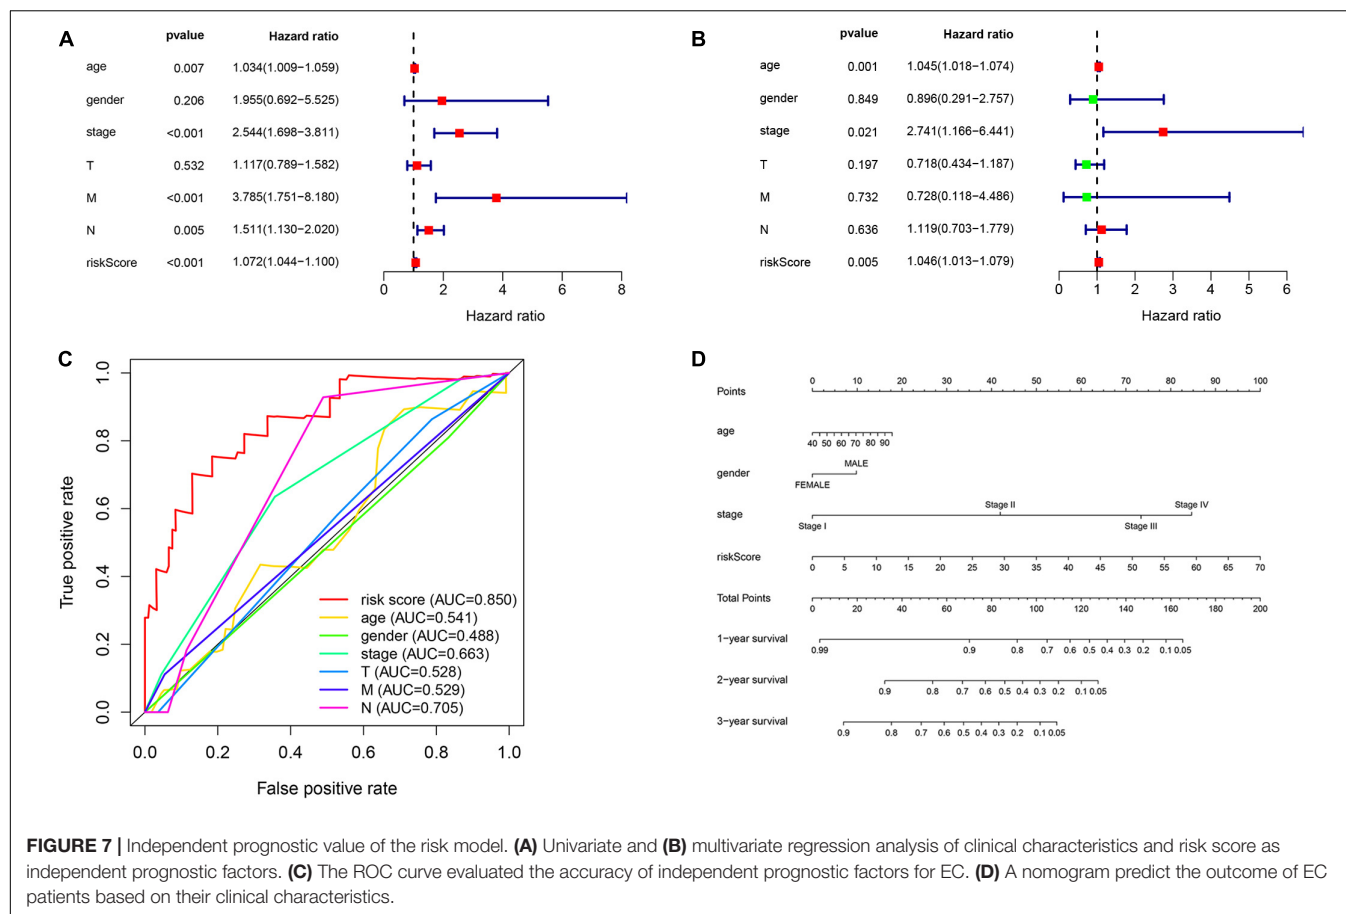 A
pvalue Hazard ratio
age 0.007 1.034(1.009−1.059)
gender 0.206 1.955(0.692−5.525)
stage <0.001 2.544(1.698−3.811)
T 0.532 1.117(0.789−1.582)
M <0.001 3.785(1.751−8.180)
N 0.005 1.511(1.130−2.020)
riskScore <0.001 1.072(1.044−1.100)
0 1 2 4 6 8
Hazard ratio
B
pvalue Hazard ratio
age 0.001 1.045(1.018−1.074)
gender 0.849 0.896(0.291−2.757)
stage 0.021 2.741(1.166−6.441)
T 0.197 0.718(0.434−1.187)
M 0.732 0.728(0.118−4.486)
N 0.636 1.119(0.703−1.779)
riskScore 0.005 1.046(1.013−1.079)
0 1 2 3 4 5 6
Hazard ratio
C
True positive rate
1.0
0.8
0.6
0.4
0.2
0.0
risk score (AUC=0.850)
age (AUC=0.541)
gender (AUC=0.488)
stage (AUC=0.663)
T (AUC=0.528)
M (AUC=0.529)
N (AUC=0.705)
0.0 0.2 0.4 0.6 0.8 1.0
False positive rate
D
0 10 20 30 40 50 60 70 80 90 100
Points
age
40 50 60 70 80 90
MALE
gender
FEMALE
Stage II Stage IV
stage
Stage I Stage III
riskScore
0 5 10 15 20 25 30 35 40 45 50 55 60 65 70
Total Points
0 20 40 60 80 100 120 140 160 180 200
1−year survival
0.99 0.9 0.8 0.7 0.6 0.5 0.4 0.3 0.2 0.1 0.05
2−year survival
0.9 0.8 0.7 0.6 0.5 0.4 0.3 0.2 0.1 0.05
3−year survival
0.9 0.8 0.7 0.6 0.5 0.4 0.3 0.2 0.1 0.05
FIGURE 7 | Independent prognostic value of the risk model. (A) Univariate and (B) multivariate regression analysis of clinical characteristics and risk score as
independent prognostic factors. (C) The ROC curve evaluated the accuracy of independent prognostic factors for EC. (D) A nomogram predict the outcome of EC
patients based on their clinical characteristics.